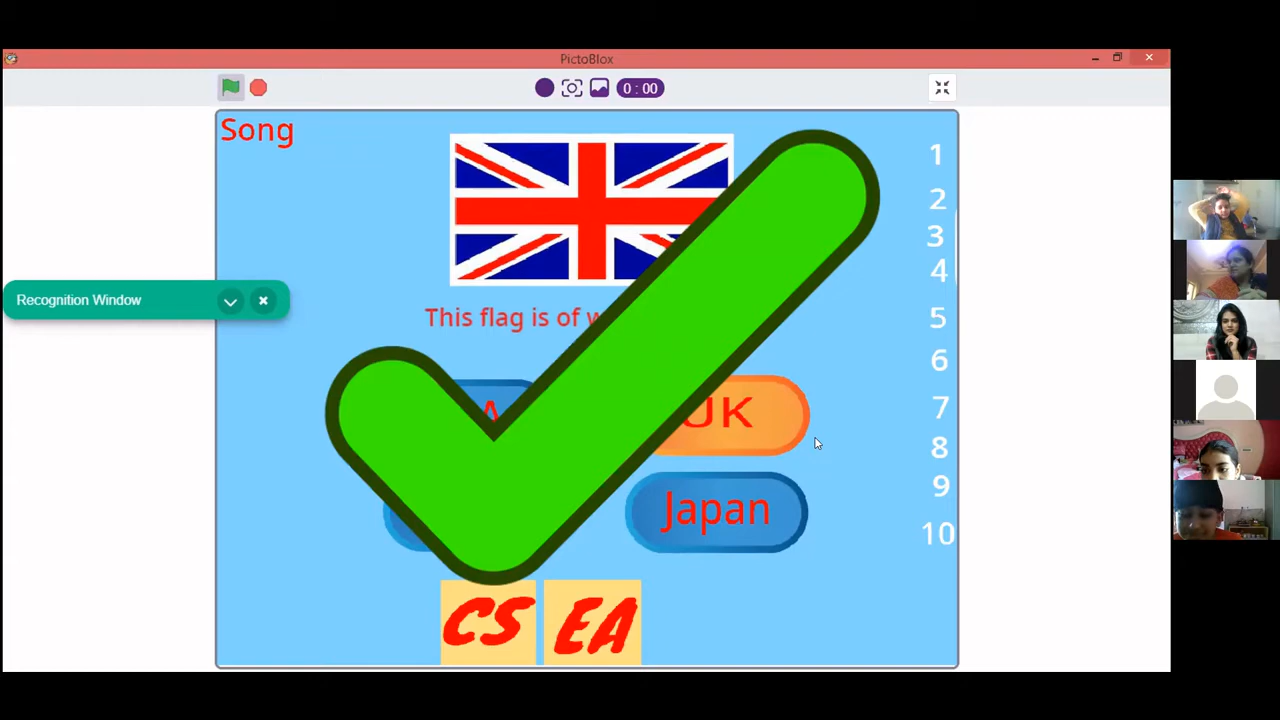 PictoBlox
0 : 00
Song
1
2
3
4
5
6
7
8
9
10
Recognition Window
This flag is of
A
UK
Japan
CS EA